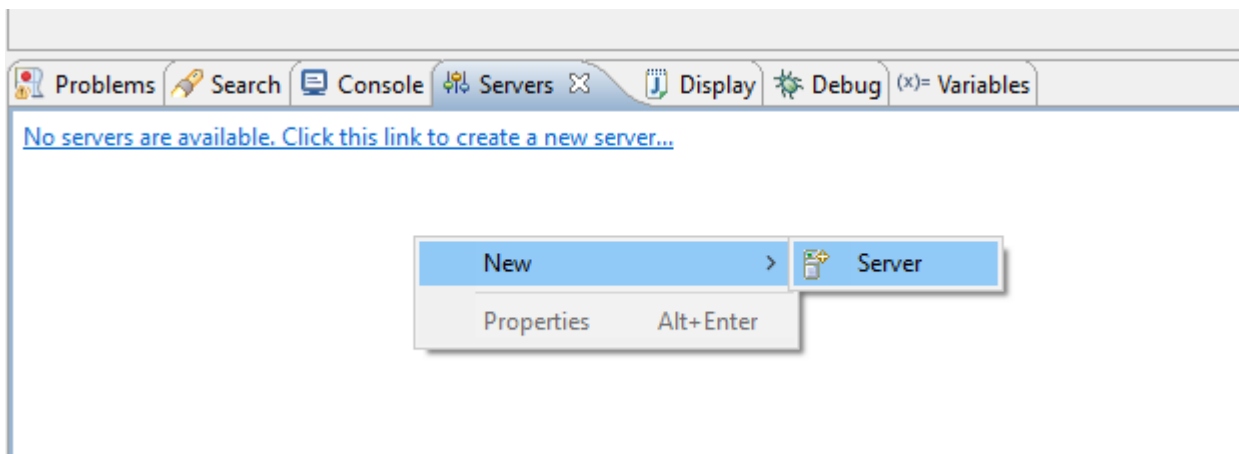 Problems Search Console Servers Display Debug (x)= Variables
No servers are available. Click this link to create a new server...
New > Server
Properties Alt+Enter